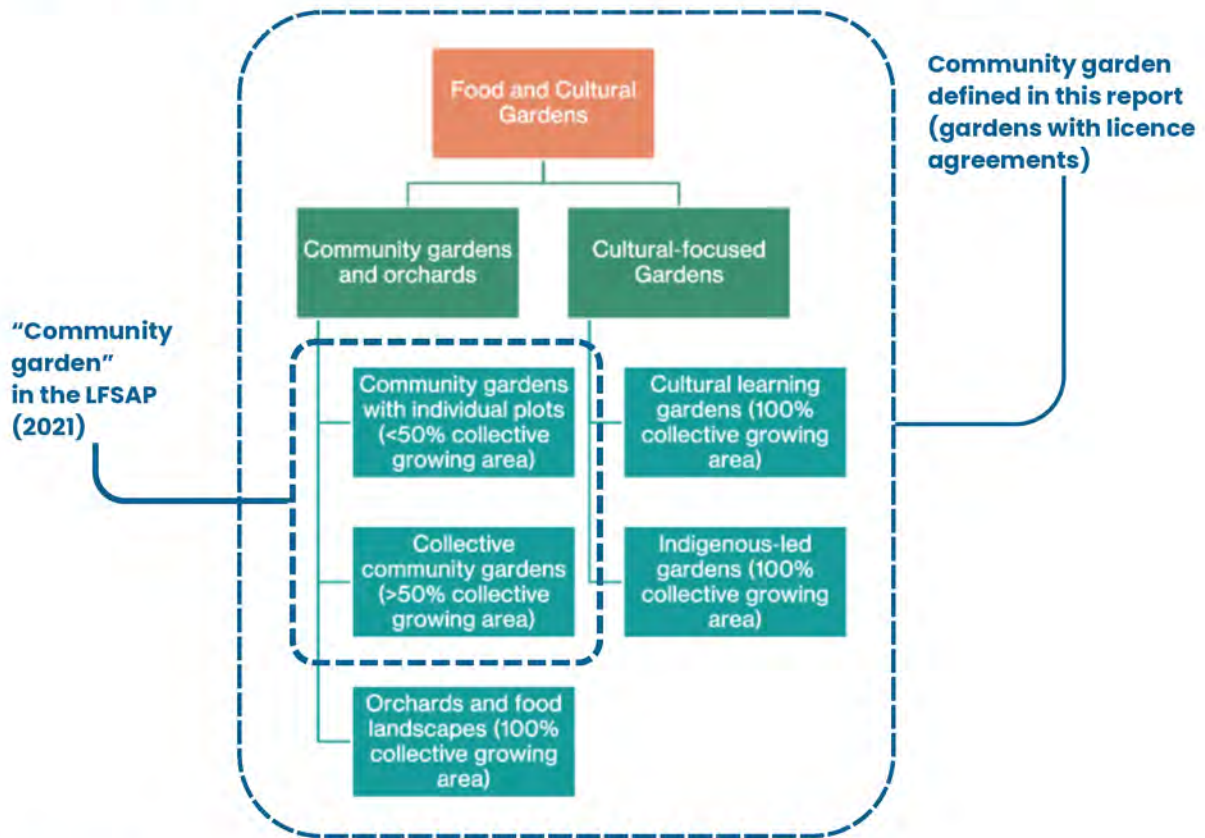 Food and Cultural
Gardens
Community garden
defined in this report
(gardens with licence
agreements)
Community gardens
and orchards
Cultural-focused
Gardens
“Community
garden”
in the LFSAP
(2021)
Community gardens
with individual plots
(<50% collective
growing area)
Cultural learning
gardens (100%
collective growing
area)
Collective
community gardens
(>50% collective
growing area)
Indigenous-led
gardens (100%
collective growing
area)
Orchards and food
landscapes (100%
collective growing
area)